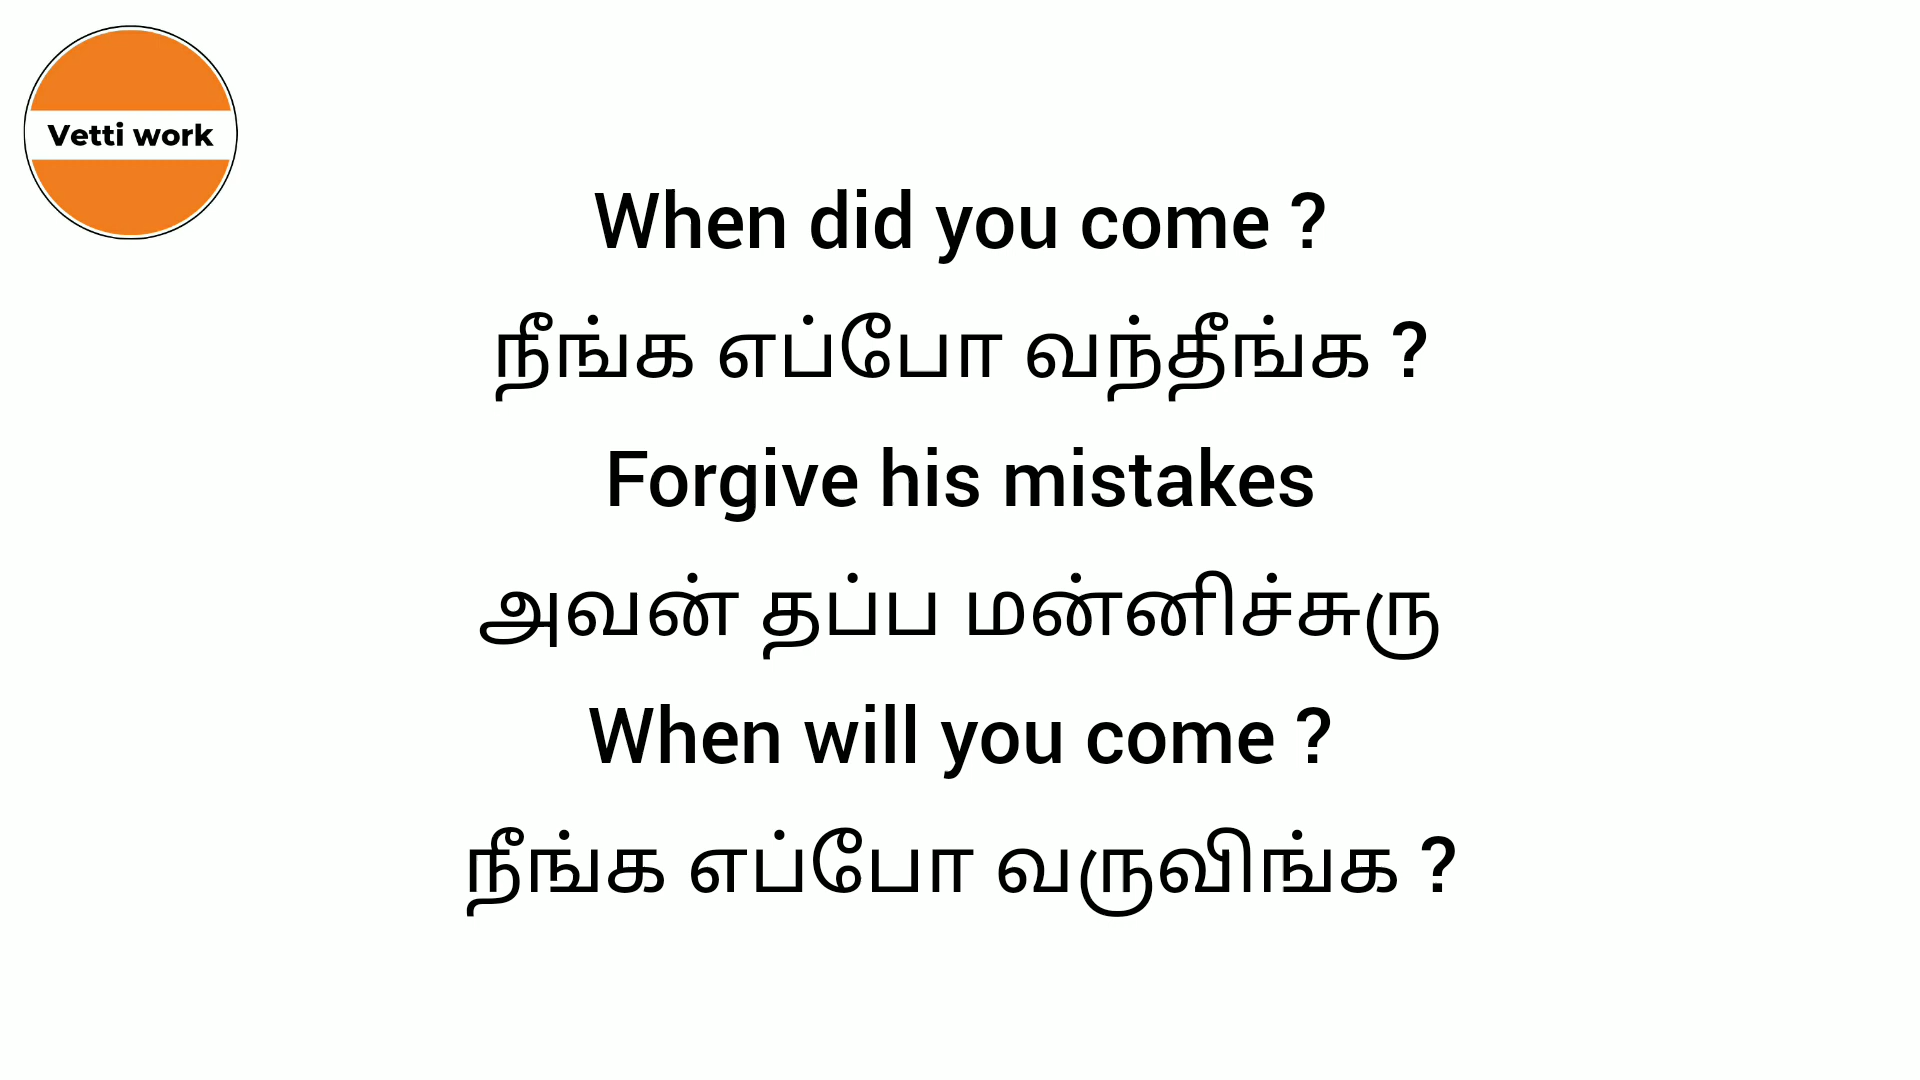 Vetti work
When did you come ?
நீங்க எப்போ வந்தீங்க ?
Forgive his mistakes
அவன் தப்ப மன்னிச்சுரு
When will you come ?
நீங்க எப்போ வருவிங்க ?